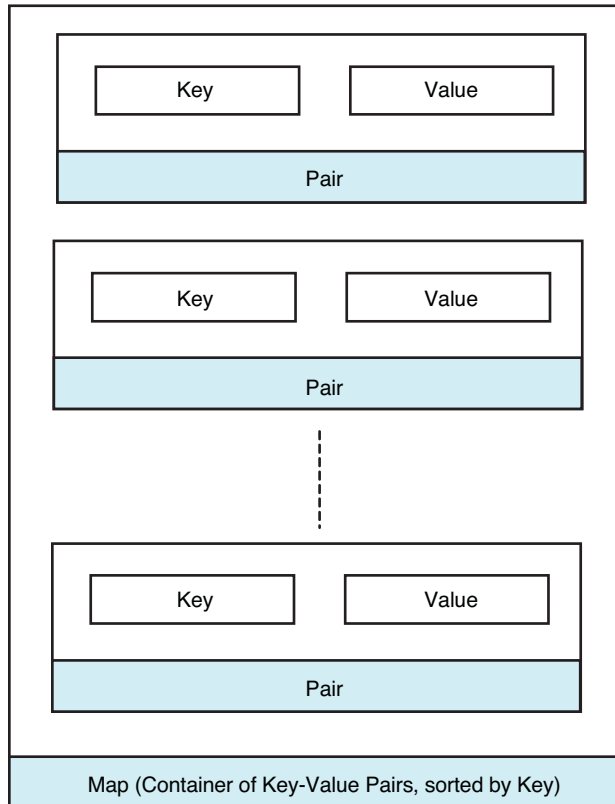 Key Value
Pair
Key Value
Pair
Key Value
Pair
Map (Container of Key-Value Pairs, sorted by Key)